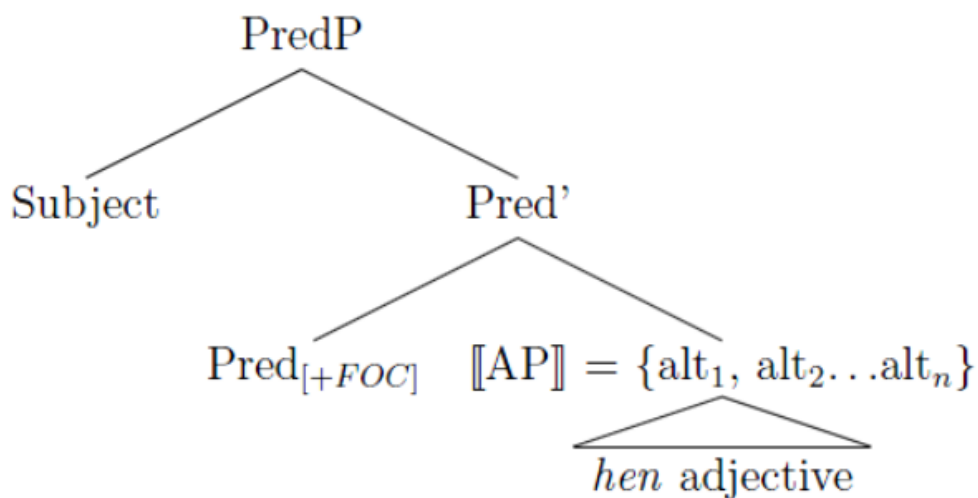 PredP
Subject Pred’
Pred[+FOC] ⟦AP⟧ = {alt1, alt2...altn}
hen adjective